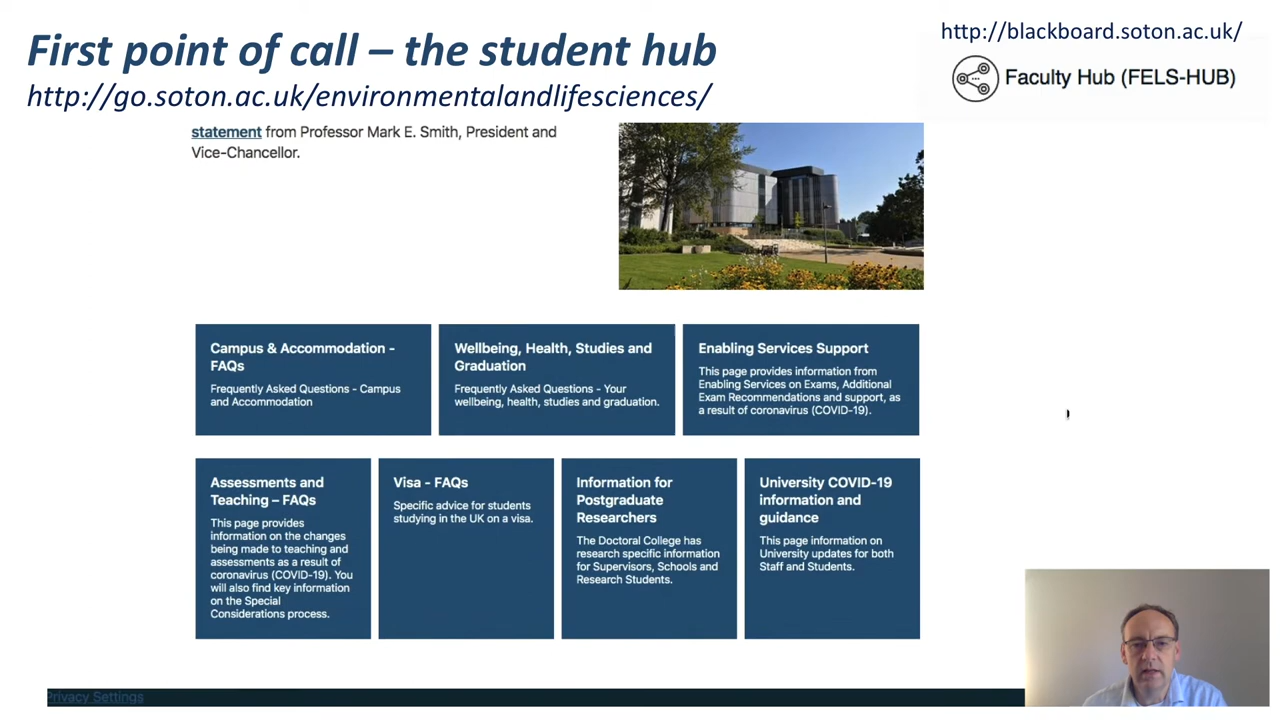 First point of call – the student hub
http://go.soton.ac.uk/environmentalandlifesciences/
http://blackboard.soton.ac.uk/
Faculty Hub (FELS-HUB)
statement from Professor Mark E. Smith, President and
Vice-Chancellor.
Campus & Accommodation -
FAQs
Frequently Asked Questions - Campus
and Accommodation
Wellbeing, Health, Studies and
Graduation
Frequently Asked Questions - Your
wellbeing, health, studies and graduation.
Enabling Services Support
This page provides information from
Enabling Services on Exams, Additional
Exam Recommendations and support, as
a result of coronavirus (COVID-19).
Assessments and
Teaching – FAQs
This page provides
information on the changes
being made to teaching and
assessments as a result of
coronavirus (COVID-19). You
will also find key information
on the Special
Considerations process.
Visa - FAQs
Specific advice for students
studying in the UK on a visa.
Information for
Postgraduate
Researchers
The Doctoral College has
research specific information
for Supervisors, Schools and
Research Students.
University COVID-19
information and
guidance
This page information on
University updates for both
Staff and Students.
Privacy Settings